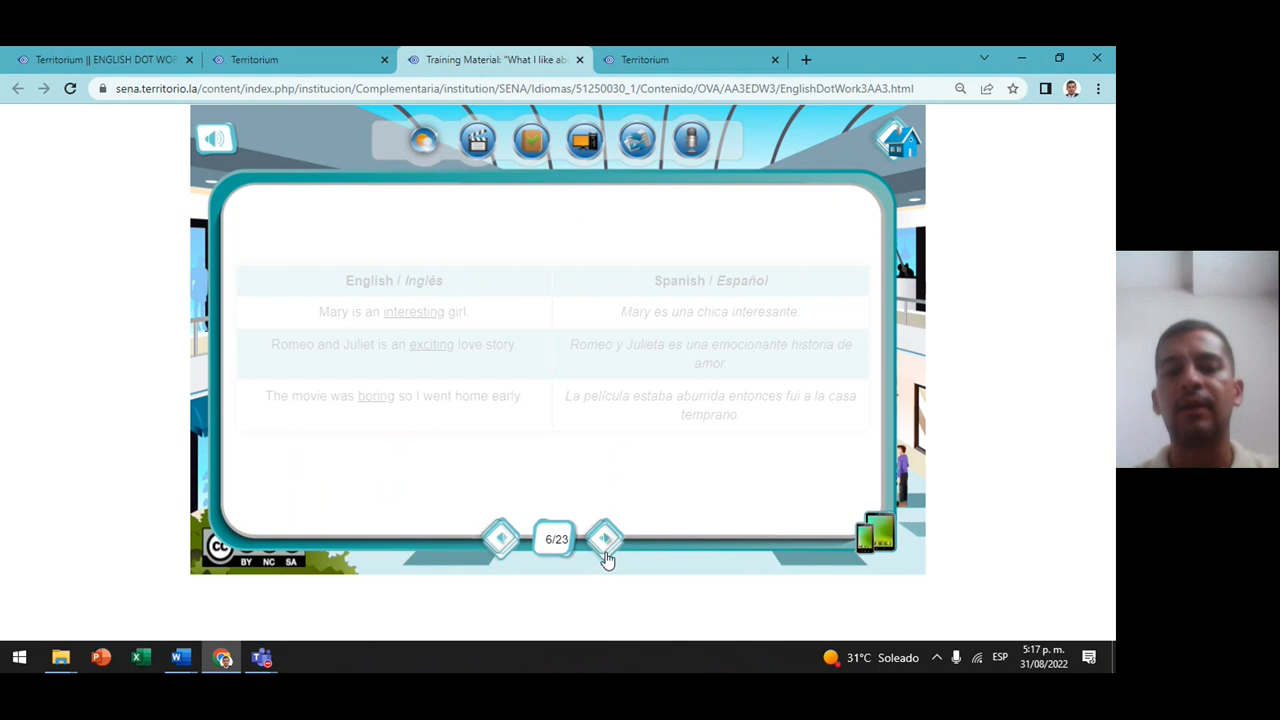 Territorium || ENGLISH DOT WOR
Territorium
Training Material: "What I like abo
Territorium
sena.territorio.la/content/index.php/institucion/Complementaria/institution/SENA/Idiomas/51250030_1/Contenido/OVA/AA3EDW3/EnglishDotWork3AA3.html
English / Inglés
Spanish / Español
Mary is an interesting girl.
Mary es una chica interesante.
Romeo and Juliet is an exciting love story.
Romeo y Julieta es una emocionante historia de
amor.
The movie was boring so I went home early.
La película estaba aburrida entonces fui a la casa
temprano.
6/23
cc
BY NC SA
31°C Soleado
ESP
5:17 p. m.
31/08/2022